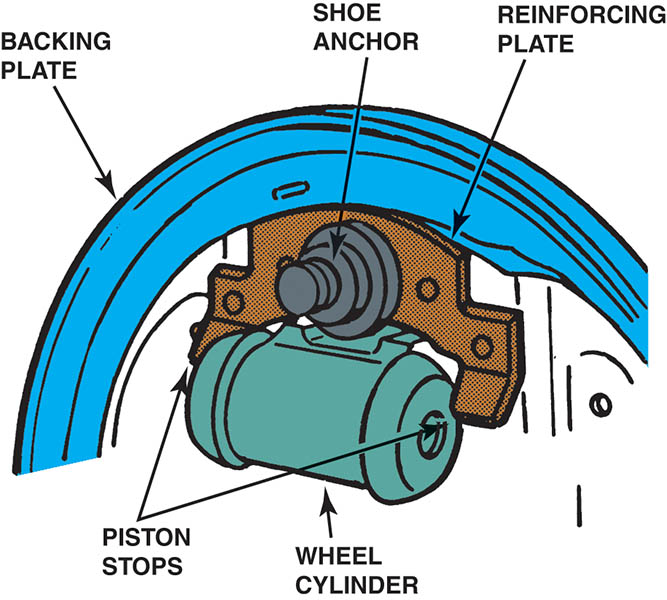 SHOE
ANCHOR
REINFORCING
PLATE
BACKING
PLATE
PISTON
STOPS
WHEEL
CYLINDER